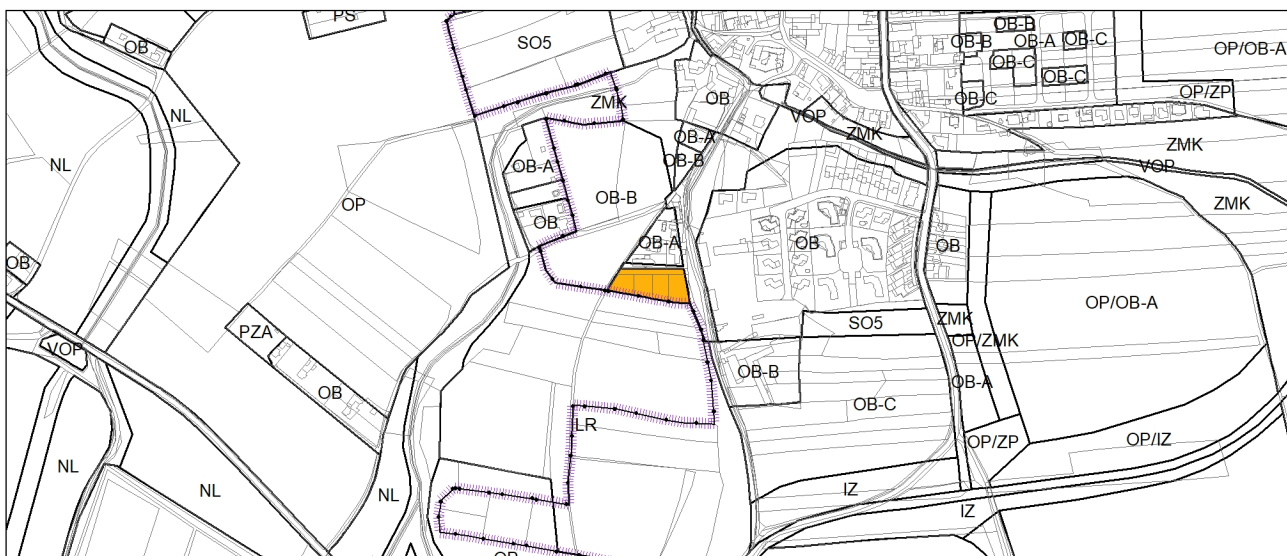 PS
OB
SO5
OB-B
OB-B
OB-A
OB-C
OB-C
OB-C
OB-C
OP/OB-A
OP/ZP
NL
NL
ZMK
OB
VOP
ZMK
ZMK
VOP
ZMK
OB-A
OB-B
OB-A
OP
OB-B
OB
OB-A
OB
OB
OB
OP/OB-A
SO5
ZMK
OP/ZMK
PZA
VOP
OB
OB-B
OB-A
OB-C
LR
OP/ZP
OP/IZ
NL
NL
NL
IZ
IZ